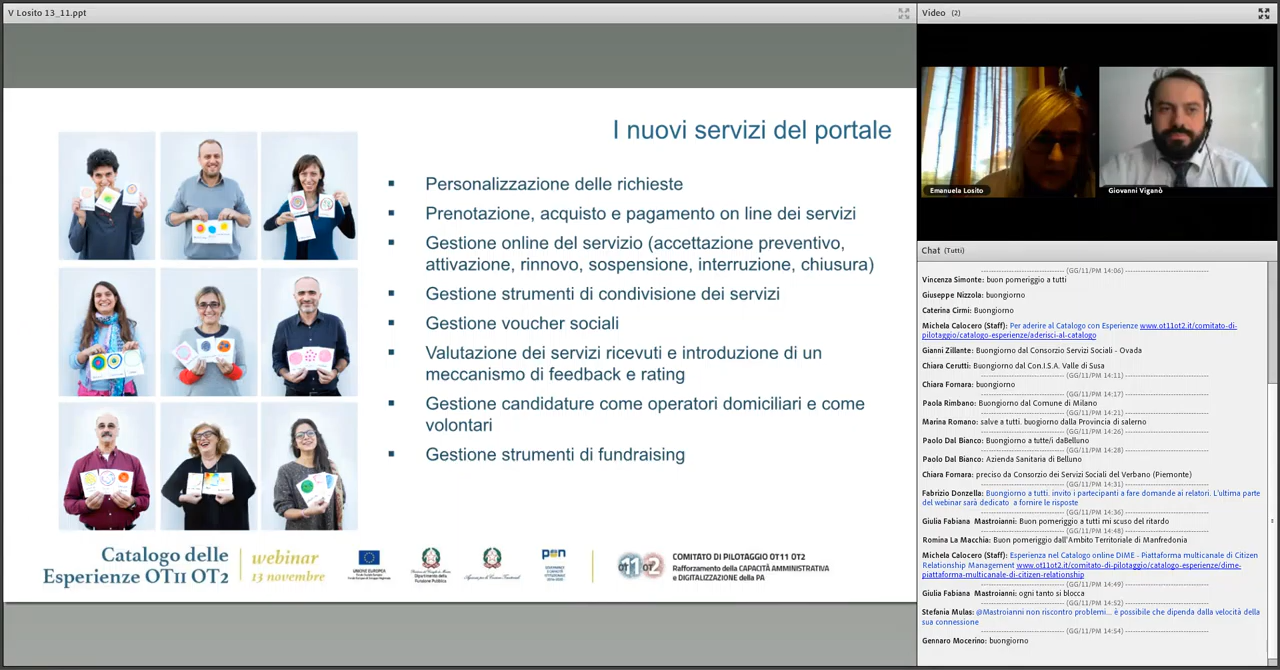 V Losito 13_11.ppt
I nuovi servizi del portale
Personalizzazione delle richieste
Prenotazione, acquisto e pagamento on line dei servizi
Gestione online del servizio (accettazione preventivo,
attivazione, rinnovo, sospensione, interruzione, chiusura)
Gestione strumenti di condivisione dei servizi
Gestione voucher sociali
Valutazione dei servizi ricevuti e introduzione di un
meccanismo di feedback e rating
Gestione candidature come operatori domiciliari e come
volontari
Gestione strumenti di fundraising
Catalogo delle
Esperienze OT11 OT2
webinar
13 novembre
UNIONE EUROPEA
pon
ot11 ot2
COMITATO DI PILOTAGGIO OT11 OT2
Rafforzamento della CAPACITÀ AMMINISTRATIVA
e DIGITALIZZAZIONE della PA
Video (2)
Emanuela Losito
Giovanni Viganò
Chat (Tutti)
(GG/11/PM 14:06)
Vincenza Simonte: buon pomeriggio a tutti
Giuseppe Nizzola: buongiorno
Caterina Cirmi: Buongiorno
Michela Calocero (Staff): Per aderire al Catalogo con Esperienze www.ot11ot2.it/comitato-di-
pilotaggio/catalogo-esperienze/aderisci-al-catalogo
Gianni Zillante: Buongiorno dal Consorzio Servizi Sociali - Ovada
Chiara Cerutti: Buongiorno dal Con.I.S.A. Valle di Susa
(GG/11/PM 14:11)
Chiara Fornara: buongiorno
(GG/11/PM 14:17)
Paola Rimbano: Buongiorno dal Comune di Milano
(GG/11/PM 14:21)
Marina Romano: salve a tutti. buogiorno dalla Provincia di salerno
(GG/11/PM 14:26)
Paolo Dal Bianco: Buongiorno a tutte/i daBelluno
(GG/11/PM 14:28)
Paolo Dal Bianco: Azienda Sanitaria di Belluno
Chiara Fornara: preciso da Consorzio dei Servizi Sociali del Verbano (Piemonte)
(GG/11/PM 14:31)
Fabrizio Donzella: Buongiorno a tutti. invito i partecipanti a fare domande ai relatori. L'ultima parte
del webinar sarà dedicato a fornire le risposte
(GG/11/PM 14:36)
Giulia Fabiana Mastroianni: Buon pomeriggio a tutti mi scuso del ritardo
(GG/11/PM 14:48)
Romina La Macchia: Buon pomeriggio dall'Ambito Territoriale di Manfredonia
Michela Calocero (Staff): Esperienza nel Catalogo online DIME - Piattaforma multicanale di Citizen
Relationship Management www.ot11ot2.it/comitato-di-pilotaggio/catalogo-esperienze/dime-
piattaforma-multicanale-di-citizen-relationship
(GG/11/PM 14:49)
Giulia Fabiana Mastroianni: ogni tanto si blocca
(GG/11/PM 14:52)
Stefania Mulas: @Mastroianni non riscontro problemi... è possibile che dipenda dalla velocità della
sua connessione
(GG/11/PM 14:54)
Gennaro Mocerino: buongiorno